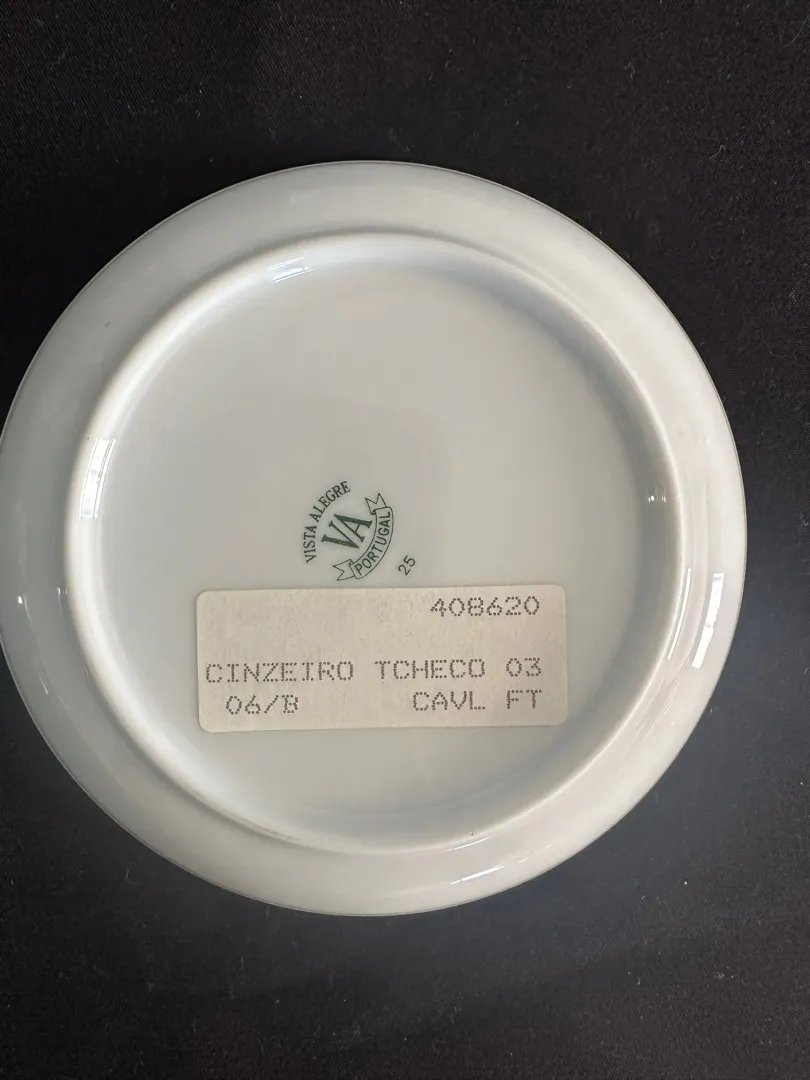 VISTA ALEGRE
VA
PORTUGAL
25
408620
CINZEIRO TCHECO 03
06/B CAVL FT